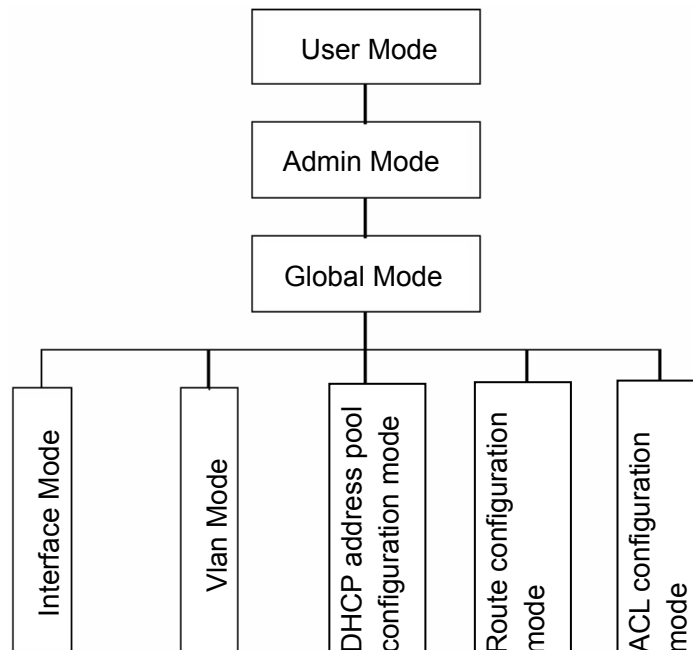 User Mode
Admin Mode
Global Mode
Interface Mode
Vlan Mode
DHCP address pool
configuration mode
Route configuration
mode
ACL configuration
mode